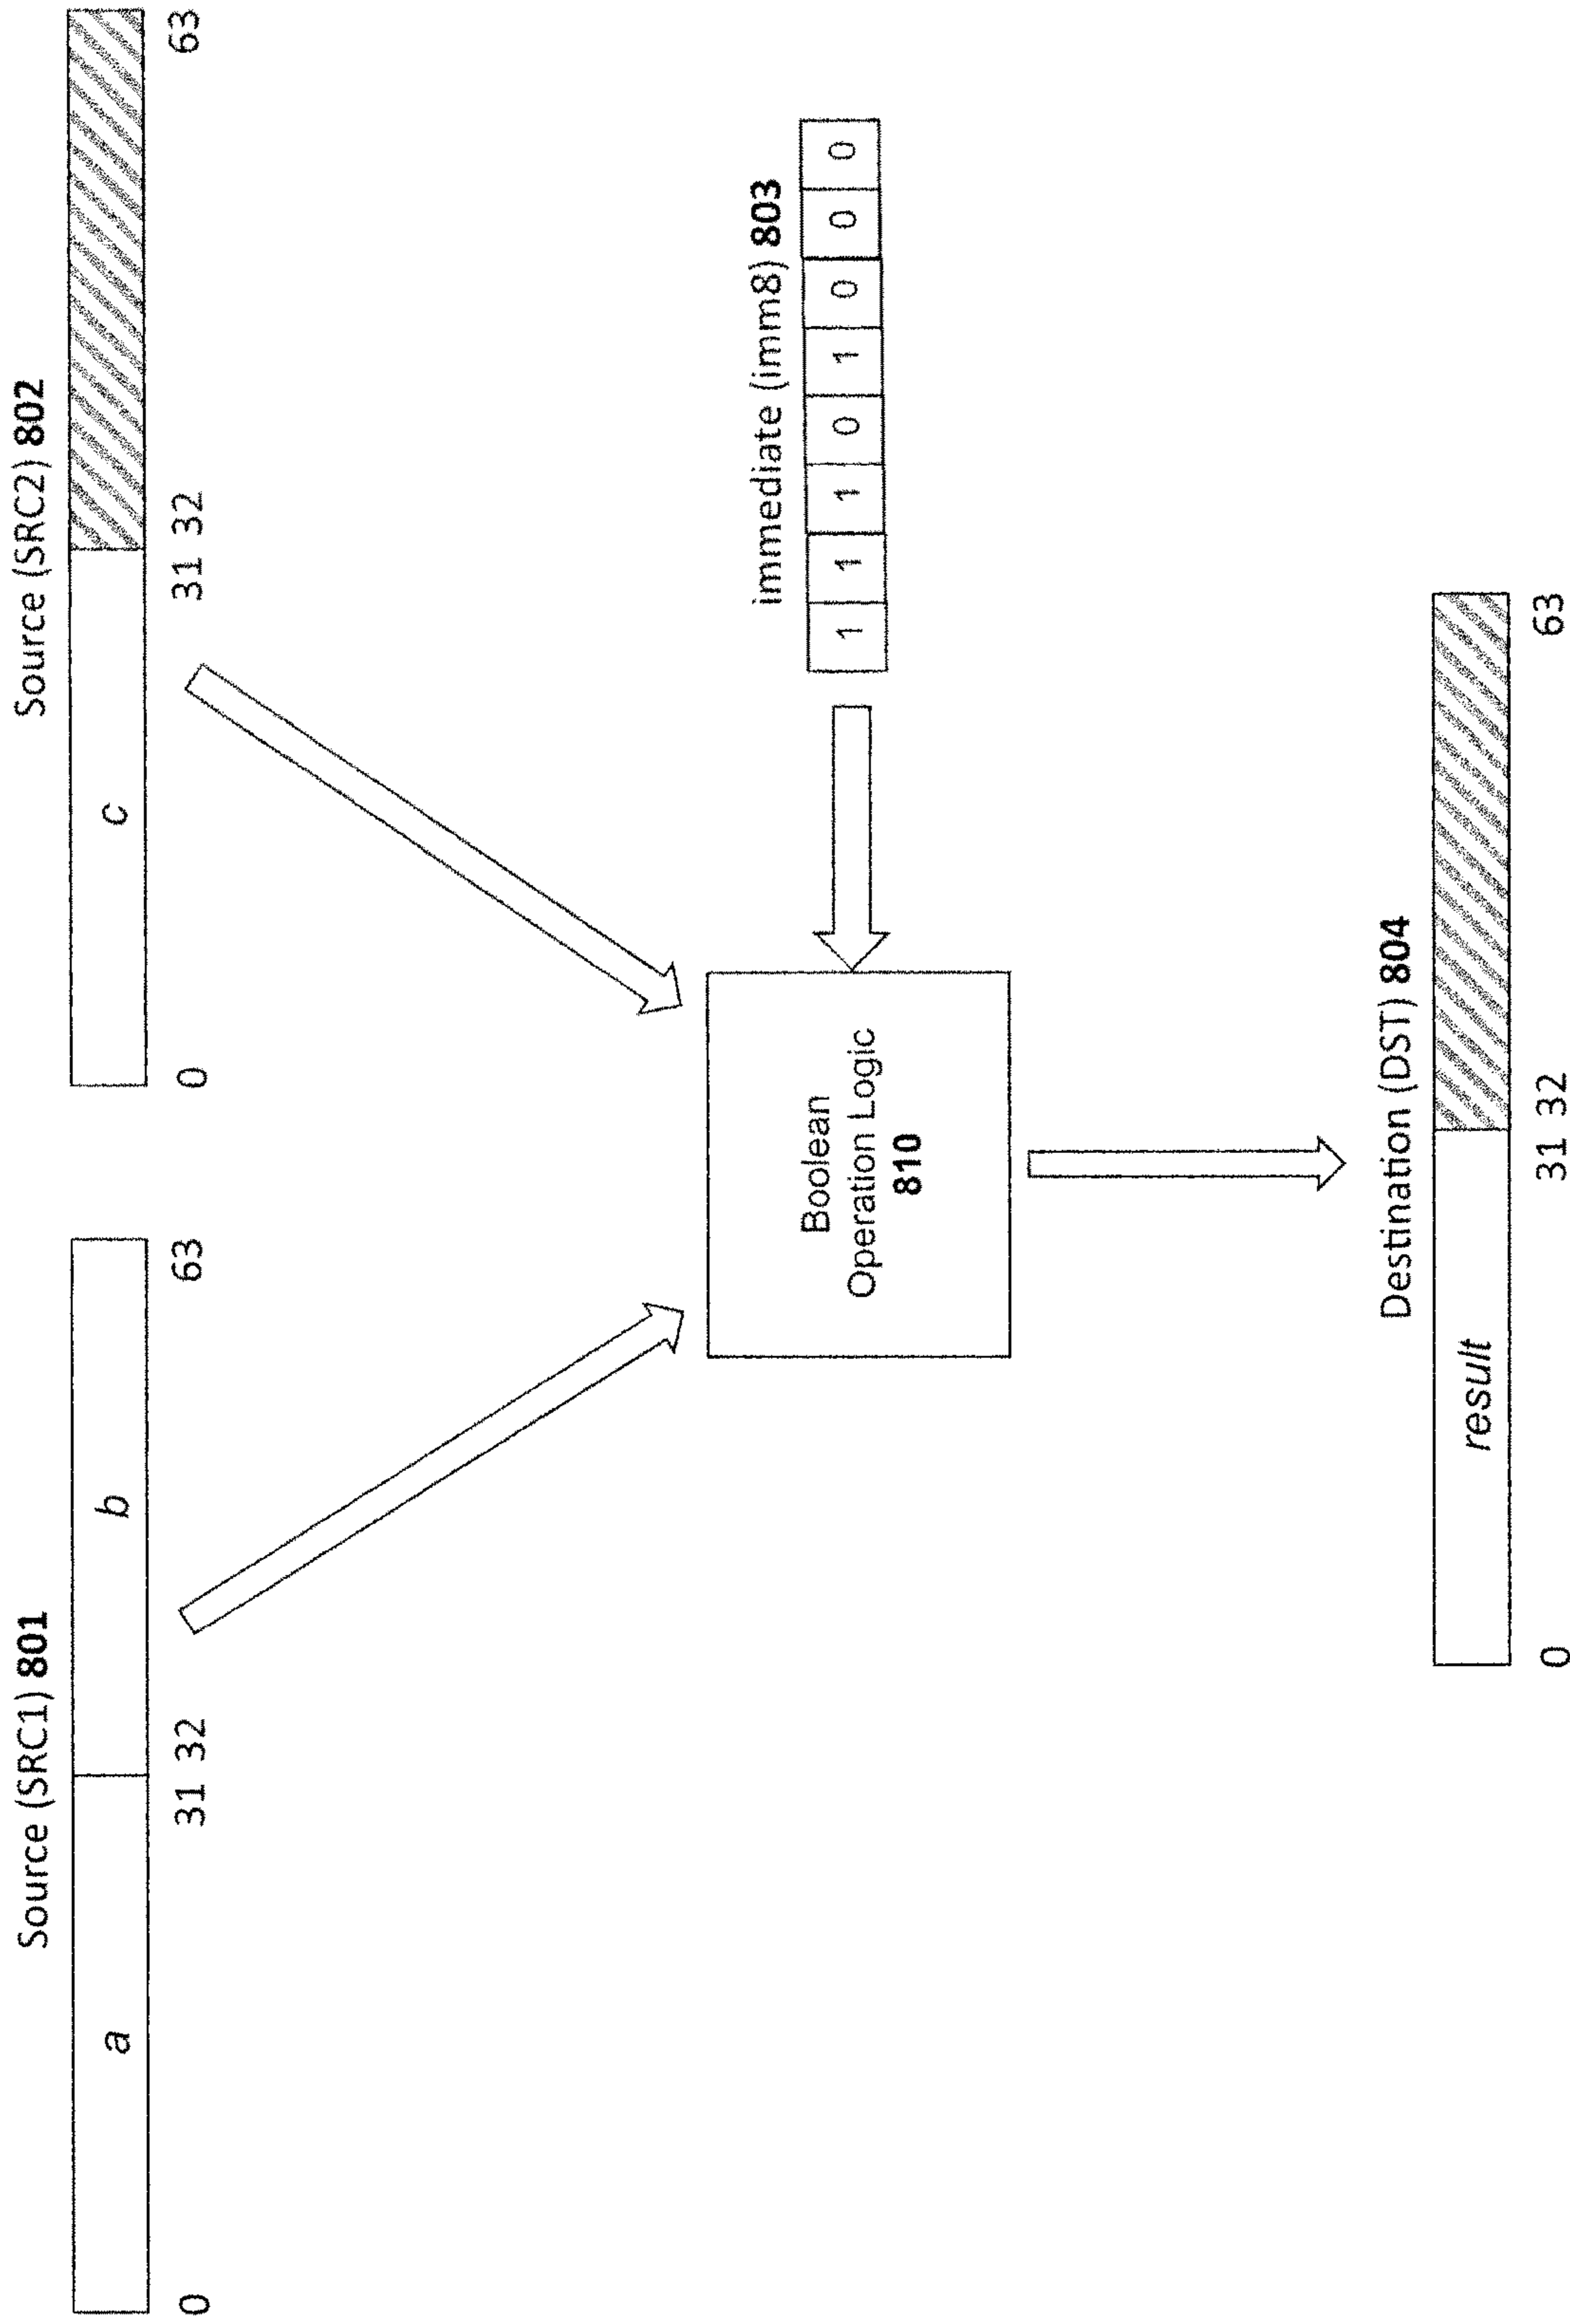 Source (SRC1) 801
a b
0 31 32 63
Source (SRC2) 802
c
0 31 32 63
immediate (imm8) 803
1 1 1 0 1 0 0 0
Boolean
Operation Logic
810
Destination (DST) 804
result
0 31 32 63